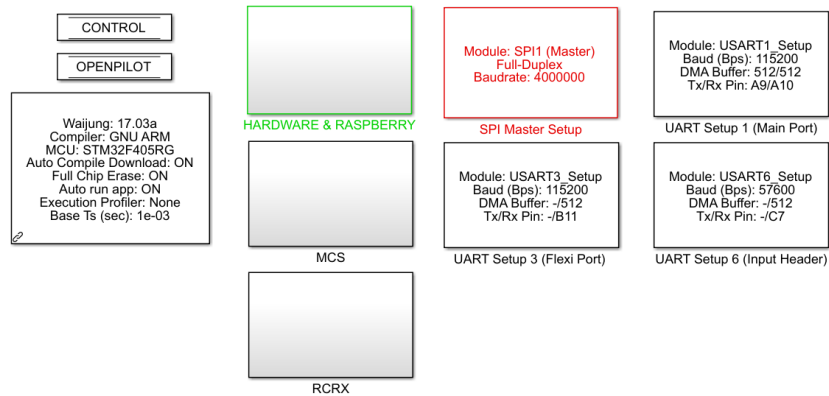 CONTROL
OPENPILOT
Waijung: 17.03a
Compiler: GNU ARM
MCU: STM32F405RG
Auto Compile Download: ON
Full Chip Erase: ON
Auto run app: ON
Execution Profiler: None
Base Ts (sec): 1e-03
HARDWARE & RASPBERRY
MCS
RCRX
Module: SPI1 (Master)
Full-Duplex
Baudrate: 4000000
SPI Master Setup
Module: USART1_Setup
Baud (Bps): 115200
DMA Buffer: 512/512
Tx/Rx Pin: A9/A10
UART Setup 1 (Main Port)
Module: USART3_Setup
Baud (Bps): 115200
DMA Buffer: -/512
Tx/Rx Pin: -/B11
UART Setup 3 (Flexi Port)
Module: USART6_Setup
Baud (Bps): 57600
DMA Buffer: -/512
Tx/Rx Pin: -/C7
UART Setup 6 (Input Header)